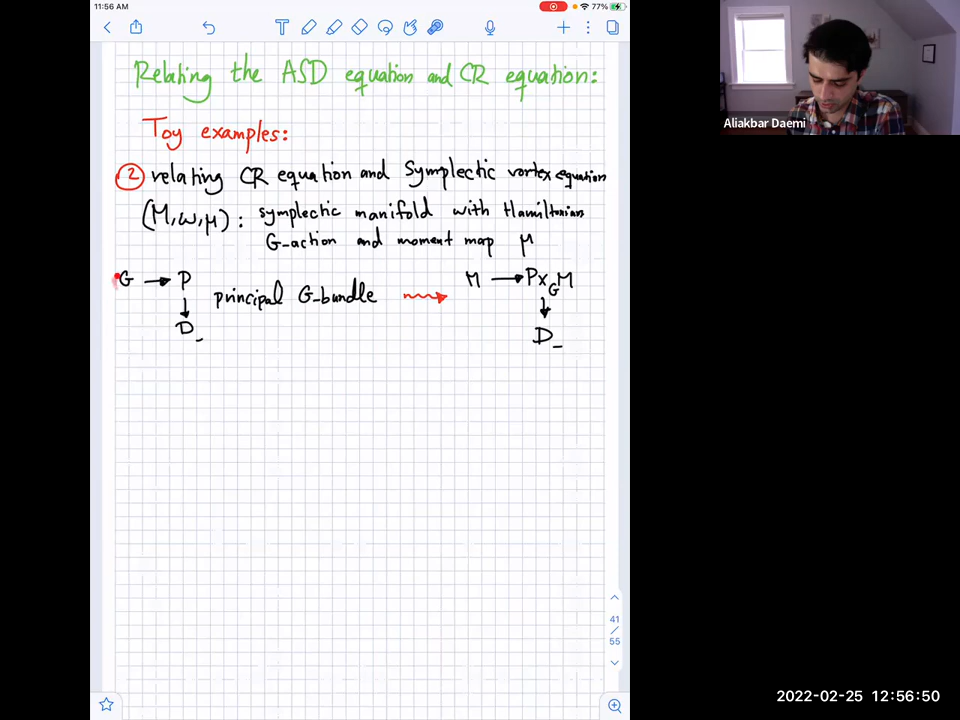 11:56 AM
77%
Relating the ASD equation and CR equation:
Toy examples:
② relating CR equation and Symplectic vortex equation
(M, ω, μ): symplectic manifold with Hamiltonian
G-action and moment map μ
G → P principal G-bundle M → P×_G M
↓ ↓
D_ D_
41
/
55
Aliakbar Daemi
2022-02-25 12:56:50